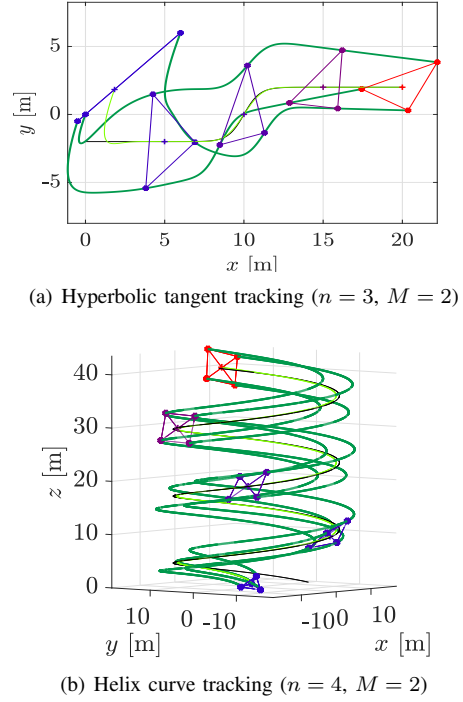 5
0
-5
y [m]
0 5 10 15 20
x [m]
(a) Hyperbolic tangent tracking (n = 3, M = 2)
40
30
20
10
0
z [m]
10 0 -10 -10 0 10
y [m] x [m]
(b) Helix curve tracking (n = 4, M = 2)